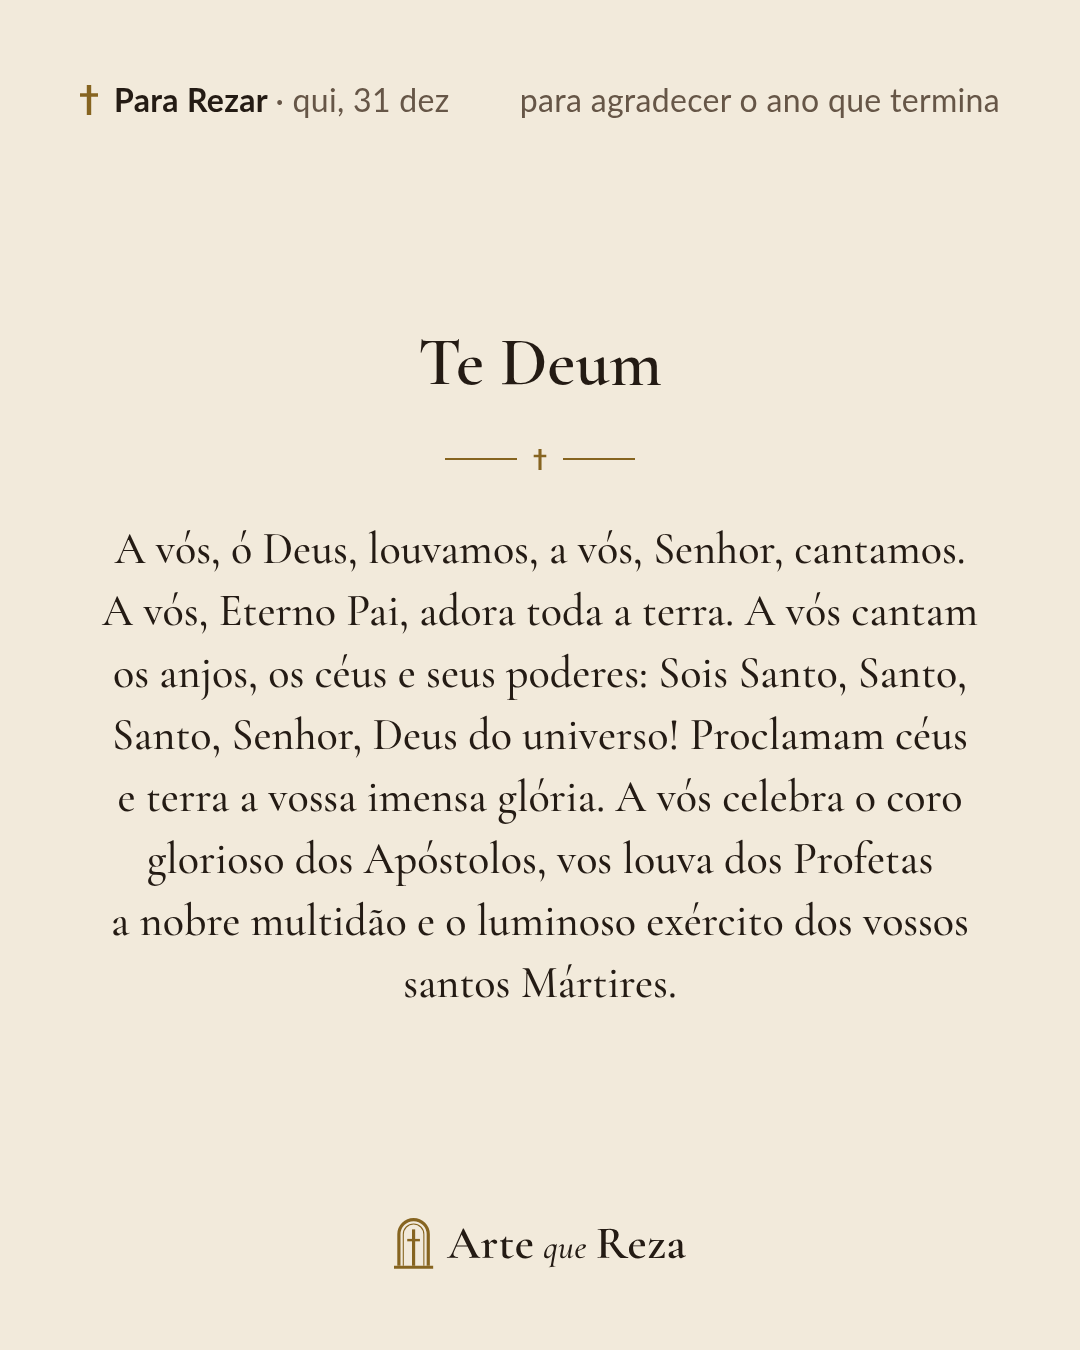 Para Rezar · qui, 31 dez
para agradecer o ano que termina
Te Deum
A vós, ó Deus, louvamos, a vós, Senhor, cantamos.
A vós, Eterno Pai, adora toda a terra. A vós cantam
os anjos, os céus e seus poderes: Sois Santo, Santo,
Santo, Senhor, Deus do universo! Proclamam céus
e terra a vossa imensa glória. A vós celebra o coro
glorioso dos Apóstolos, vos louva dos Profetas
a nobre multidão e o luminoso exército dos vossos
santos Mártires.
Arte que Reza